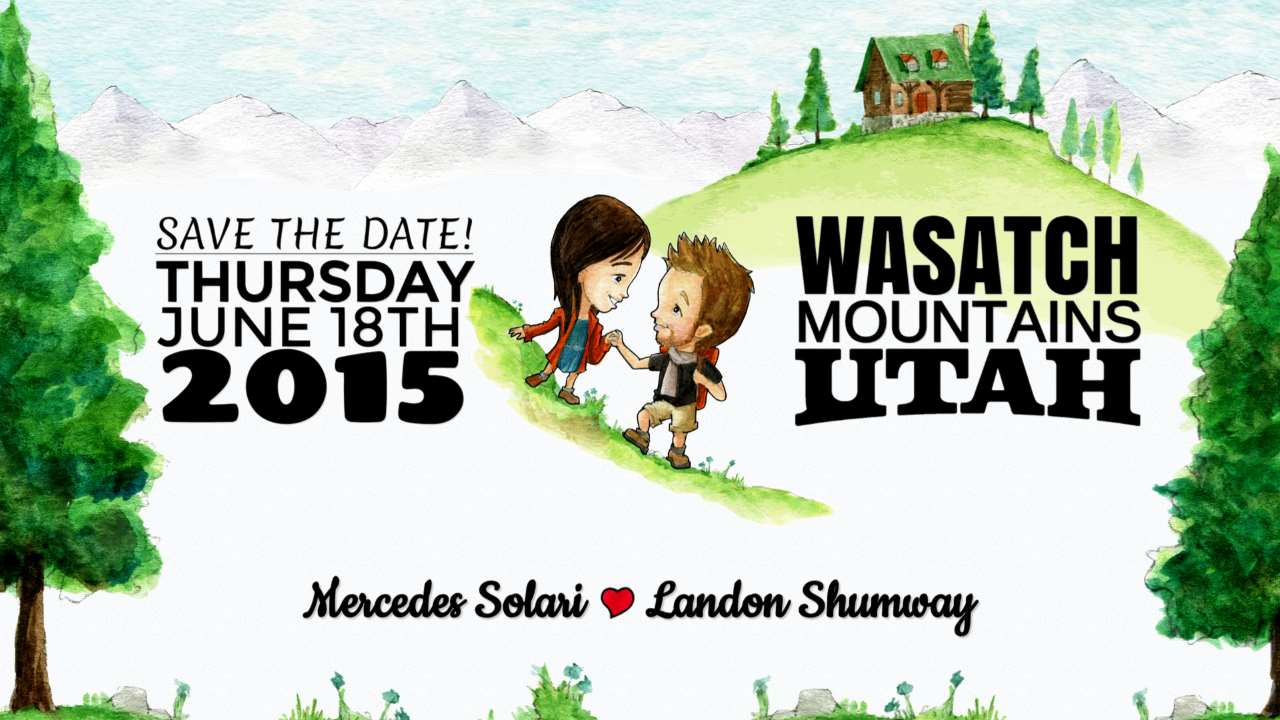 SAVE THE DATE!
THURSDAY
JUNE 18TH
2015
WASATCH
MOUNTAINS
UTAH
Mercedes Solari ❤ Landon Shumway